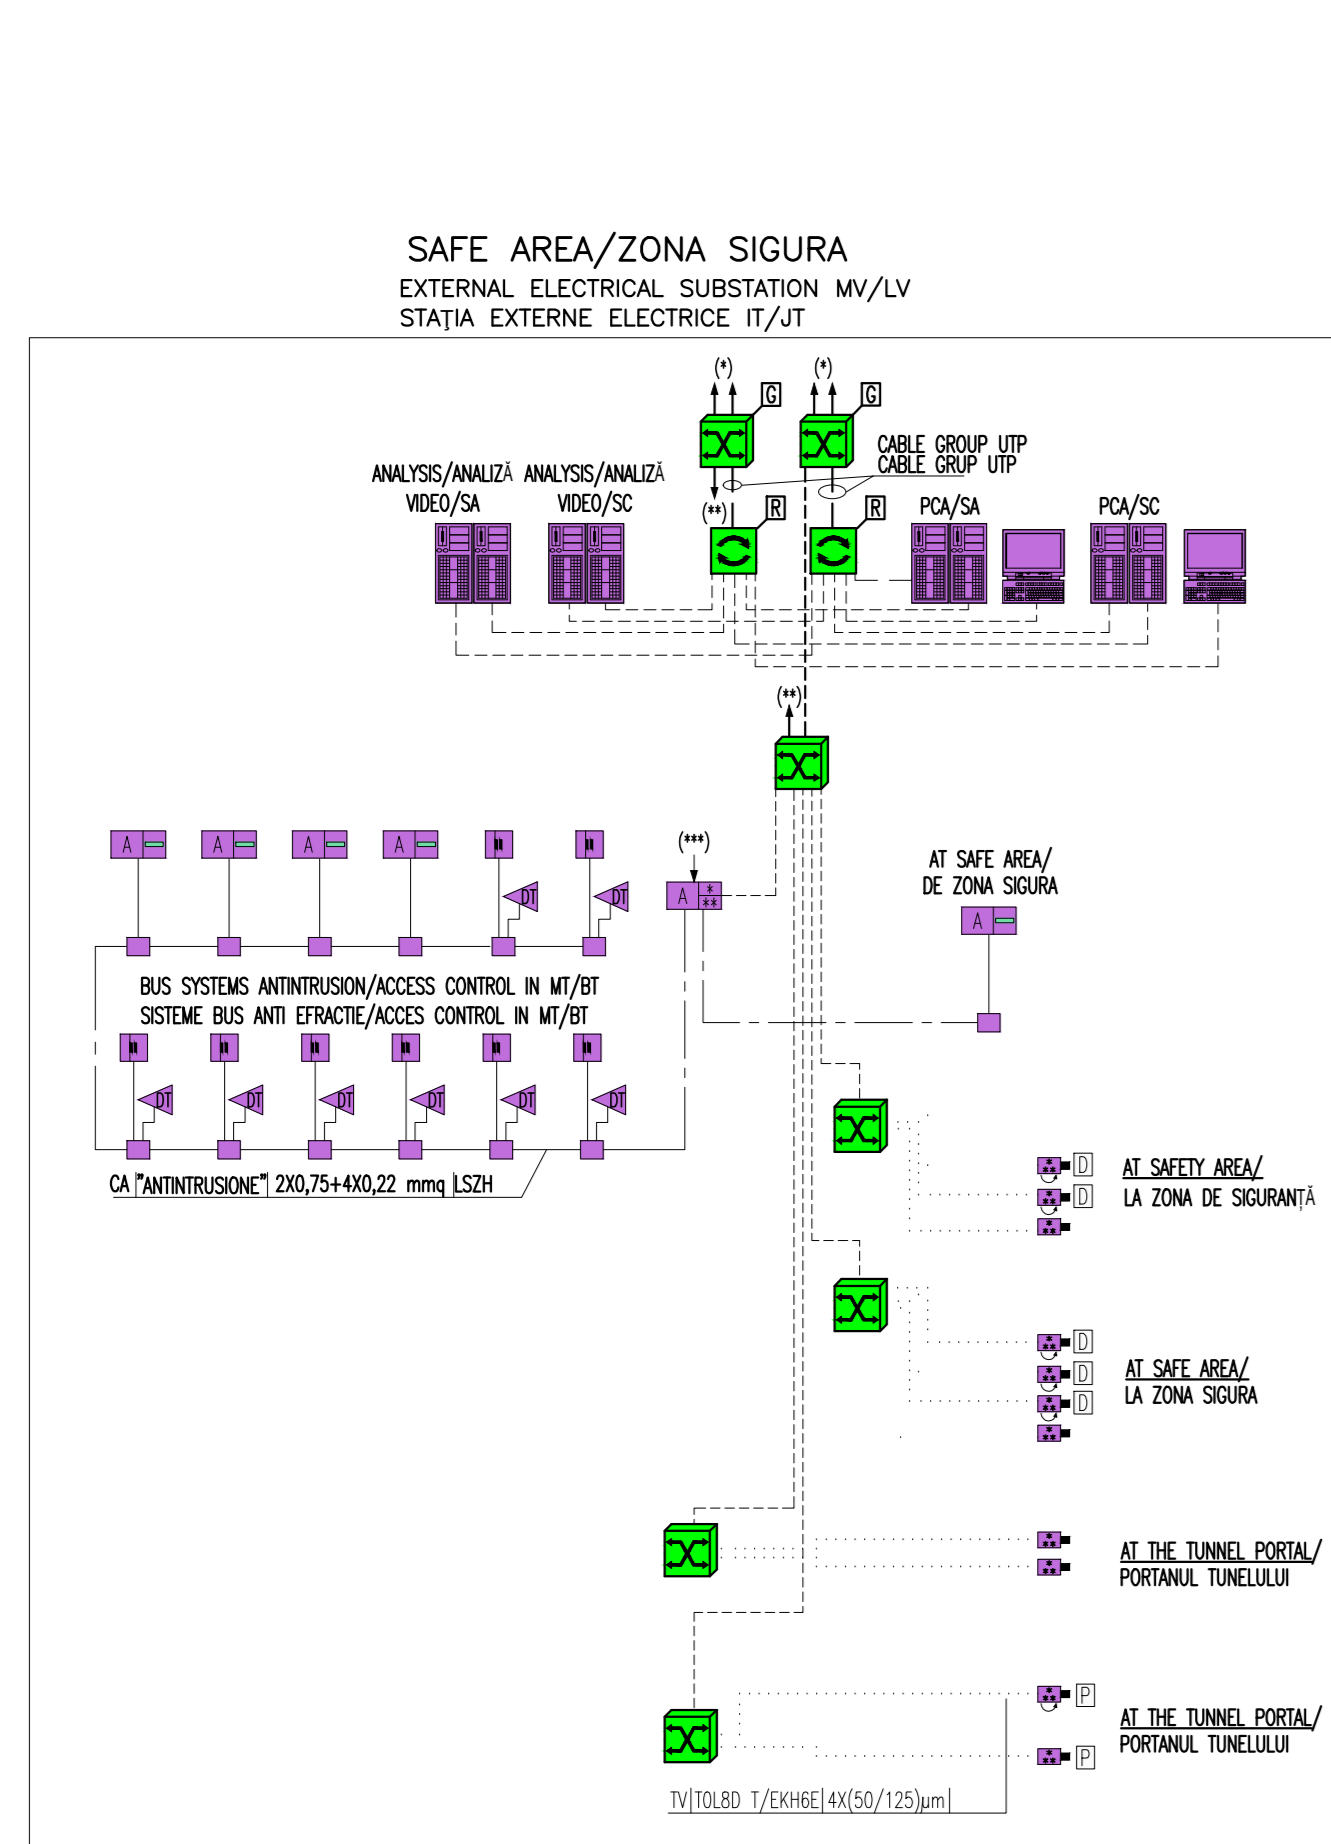 SAFE AREA/ZONA SIGURA
EXTERNAL ELECTRICAL SUBSTATION MV/LV
STAŢIA EXTERNE ELECTRICE IT/JT
(*)
(*)
G
G
CABLE GROUP UTP
CABLE GRUP UTP
ANALYSIS/ANALIZĂ
VIDEO/SA
ANALYSIS/ANALIZĂ
VIDEO/SC
(**)
R
R
PCA/SA
PCA/SC
(**)
A
A
A
A
DT
DT
(***)
A
*
**
AT SAFE AREA/
DE ZONA SIGURA
A
BUS SYSTEMS ANTINTRUSION/ACCESS CONTROL IN MT/BT
SISTEME BUS ANTI EFRACTIE/ACCES CONTROL IN MT/BT
DT
DT
DT
DT
DT
DT
CA "ANTINTRUSIONE" 2X0,75+4X0,22 mmq LSZH
*
** D
*
** D
*
**
AT SAFETY AREA/
LA ZONA DE SIGURANŢĂ
*
** D
*
** D
*
** D
*
**
AT SAFE AREA/
LA ZONA SIGURA
*
**
*
**
AT THE TUNNEL PORTAL/
PORTANUL TUNELULUI
*
** P
*
** P
AT THE TUNNEL PORTAL/
PORTANUL TUNELULUI
TV|TOL8D T/EKH6E|4X(50/125)µm|